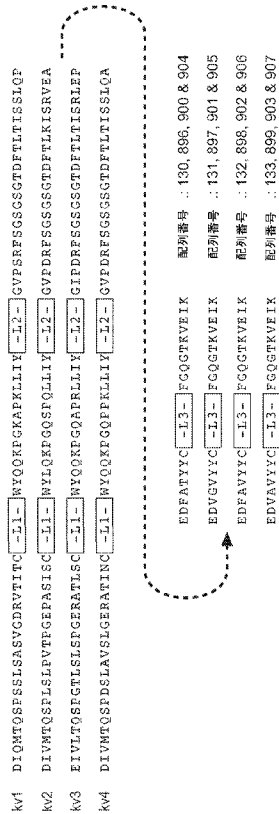 kv1 DIQMTQSPSSLSASVGDRVTITC -L1- WYQQKPGKAPKLLIY -L2- GVPSRFSGSGSGTDFTLTISSLQP
kv2 DIVMTQSPLSLPVTPGEPASISC -L1- WYLQKPGQSPQLLIY -L2- GVPDRFSGSGSGTDFTLKISRVEA
kv3 EIVLTQSPGTLSLSPGERATLSC -L1- WYQQKPGQAPRLLIY -L2- GIPDRFSGSGSGTDFTLTISRLEP
kv4 DIVMTQSPDSLAVSLGERATINC -L1- WYQQKPGQPPKLLIY -L2- GVPDRFSGSGSGTDFTLTISSLQA
EDFATYYC -L3- FGQGTKVEIK 配列番号 .: 130, 896, 900 & 904
EDVGVYYC -L3- FGQGTKVEIK 配列番号 .: 131, 897, 901 & 905
EDFAVYYC -L3- FGQGTKVEIK 配列番号 .: 132, 898, 902 & 906
EDVAVYYC -L3- FGQGTKVEIK 配列番号 .: 133, 899, 903 & 907